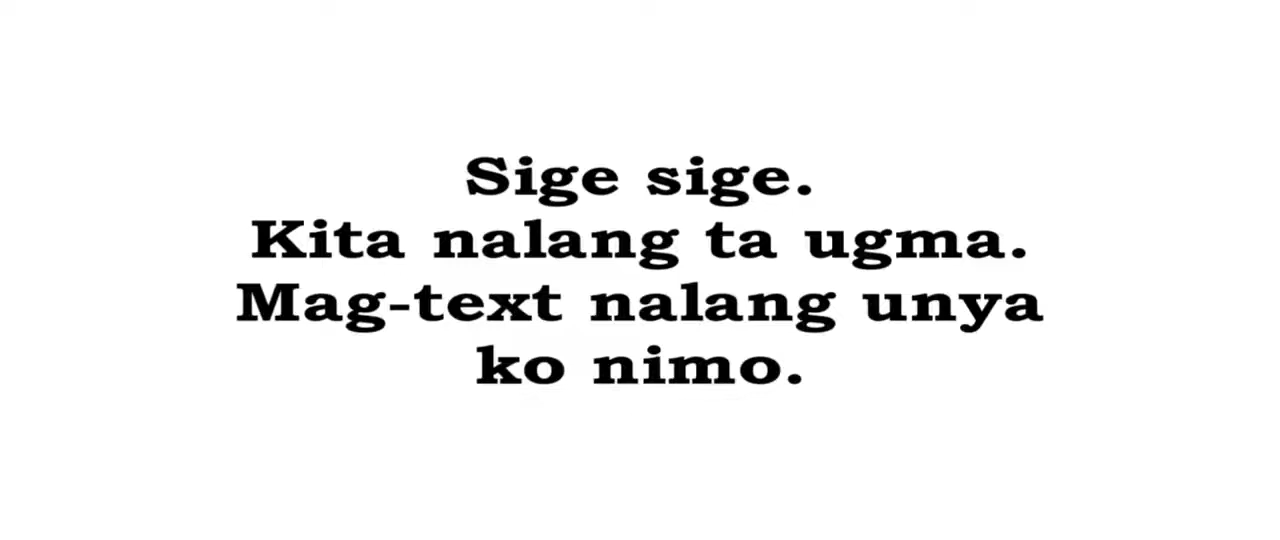 Sige sige.
Kita nalang ta ugma.
Mag-text nalang unya
ko nimo.